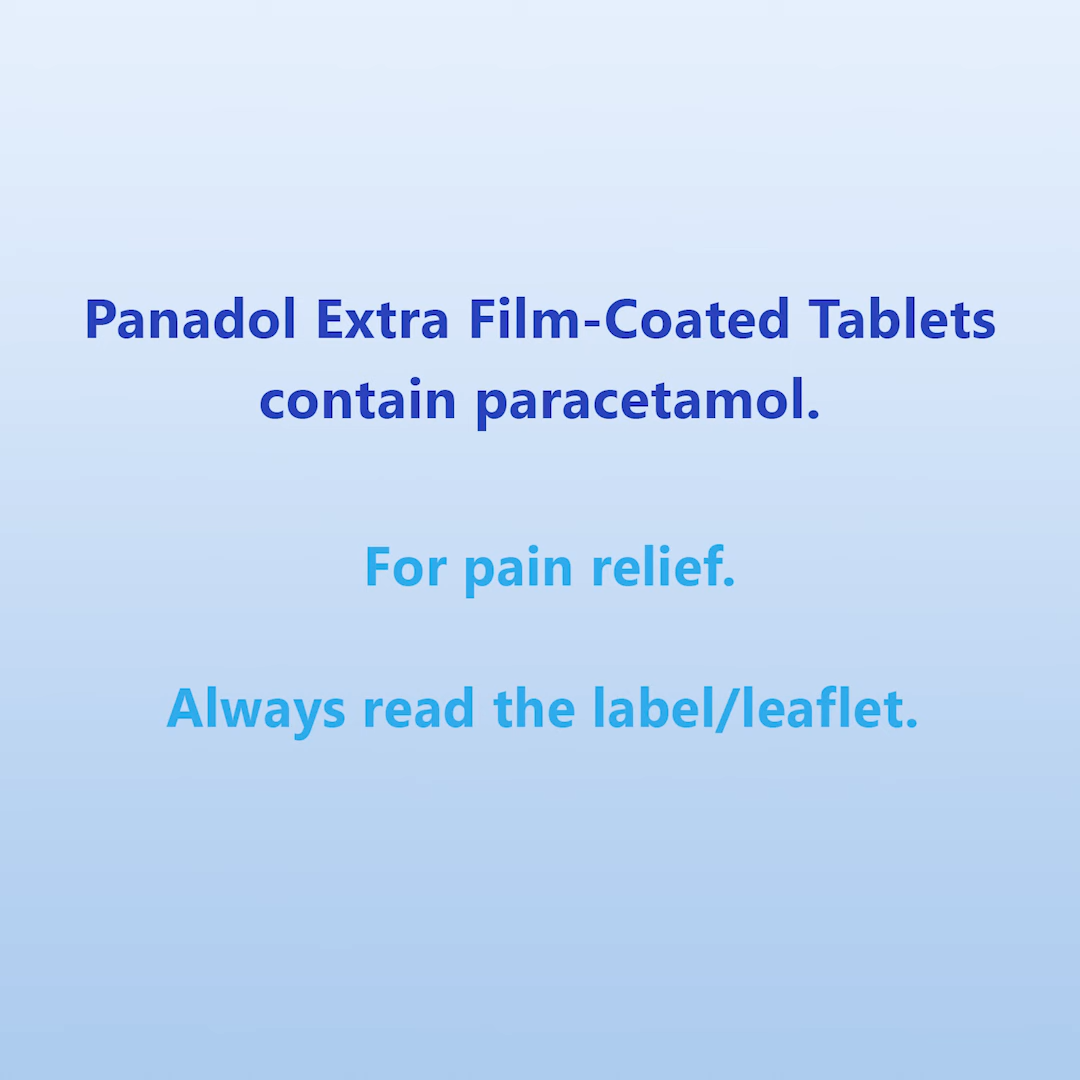 Panadol Extra Film-Coated Tablets
contain paracetamol.
For pain relief.
Always read the label/leaflet.